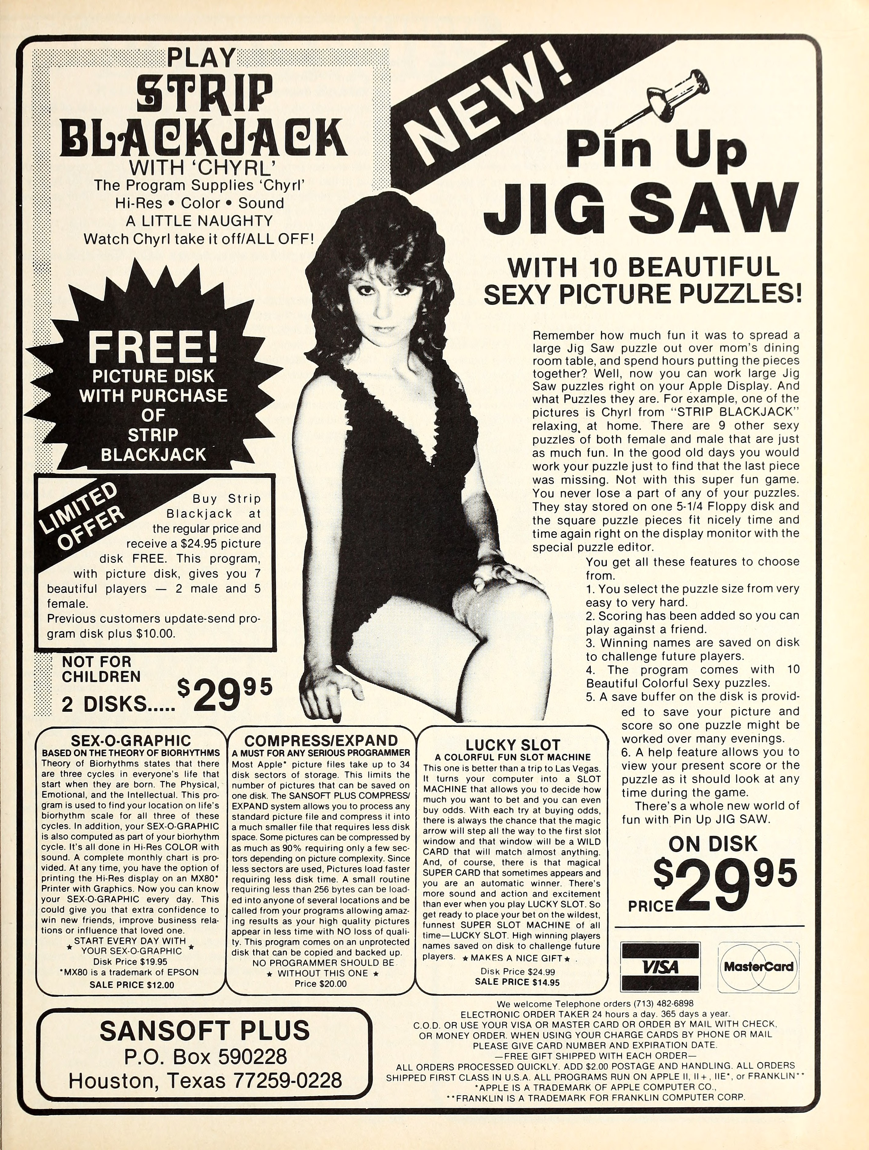 PLAY
STRIP
BLACKJACK
WITH 'CHYRL'
The Program Supplies 'Chyrl'
Hi-Res • Color • Sound
A LITTLE NAUGHTY
Watch Chyrl take it off/ALL OFF!
FREE!
PICTURE DISK
WITH PURCHASE
OF
STRIP
BLACKJACK
LIMITED
OFFER
Buy Strip
Blackjack at
the regular price and
receive a $24.95 picture
disk FREE. This program,
with picture disk, gives you 7
beautiful players — 2 male and 5
female.
Previous customers update-send pro-
gram disk plus $10.00.
NOT FOR
CHILDREN
2 DISKS..... $29 95
NEW!
Pin Up
JIG SAW
WITH 10 BEAUTIFUL
SEXY PICTURE PUZZLES!
Remember how much fun it was to spread a
large Jig Saw puzzle out over mom's dining
room table, and spend hours putting the pieces
together? Well, now you can work large Jig
Saw puzzles right on your Apple Display. And
what Puzzles they are. For example, one of the
pictures is Chyrl from "STRIP BLACKJACK"
relaxing at home. There are 9 other sexy
puzzles of both female and male that are just
as much fun. In the good old days you would
work your puzzle just to find that the last piece
was missing. Not with this super fun game.
You never lose a part of any of your puzzles.
They stay stored on one 5-1/4 Floppy disk and
the square puzzle pieces fit nicely time and
time again right on the display monitor with the
special puzzle editor.
You get all these features to choose
from.
1. You select the puzzle size from very
easy to very hard.
2. Scoring has been added so you can
play against a friend.
3. Winning names are saved on disk
to challenge future players.
4. The program comes with 10
Beautiful Colorful Sexy puzzles.
5. A save buffer on the disk is provid-
ed to save your picture and
score so one puzzle might be
worked over many evenings.
6. A help feature allows you to
view your present score or the
puzzle as it should look at any
time during the game.
There's a whole new world of
fun with Pin Up JIG SAW.
ON DISK
PRICE $29 95
SEX-O-GRAPHIC
BASED ON THE THEORY OF BIORHYTHMS
Theory of Biorhythms states that there
are three cycles in everyone's life that
start when they are born. The Physical,
Emotional, and the Intellectual. This pro-
gram is used to find your location on life's
biorhythm scale for all three of these
cycles. In addition, your SEX-O-GRAPHIC
is also computed as part of your biorhythm
cycle. It's all done in Hi-Res COLOR with
sound. A complete monthly chart is pro-
vided. At any time, you have the option of
printing the Hi-Res display on an MX80*
Printer with Graphics. Now you can know
your SEX-O-GRAPHIC every day. This
could give you that extra confidence to
win new friends, improve business rela-
tions or influence that loved one.
START EVERY DAY WITH
★ YOUR SEX-O-GRAPHIC ★
Disk Price $19.95
*MX80 is a trademark of EPSON
SALE PRICE $12.00
COMPRESS/EXPAND
A MUST FOR ANY SERIOUS PROGRAMMER
Most Apple* picture files take up to 34
disk sectors of storage. This limits the
number of pictures that can be saved on
one disk. The SANSOFT PLUS COMPRESS/
EXPAND system allows you to process any
standard picture file and compress it into
a much smaller file that requires less disk
space. Some pictures can be compressed by
as much as 90% requiring only a few sec-
tors depending on picture complexity. Since
less sectors are used, Pictures load faster
requiring less disk time. A small routine
requiring less than 256 bytes can be load-
ed into anyone of several locations and be
called from your programs allowing amaz-
ing results as your high quality pictures
appear in less time with NO loss of quali-
ty. This program comes on an unprotected
disk that can be copied and backed up.
NO PROGRAMMER SHOULD BE
★ WITHOUT THIS ONE ★
Price $20.00
LUCKY SLOT
A COLORFUL FUN SLOT MACHINE
This one is better than a trip to Las Vegas.
It turns your computer into a SLOT
MACHINE that allows you to decide how
much you want to bet and you can even
buy odds. With each try at buying odds,
there is always the chance that the magic
arrow will step all the way to the first slot
window and that window will be a WILD
CARD that will match almost anything.
And, of course, there is that magical
SUPER CARD that sometimes appears and
you are an automatic winner. There's
more sound and action and excitement
than ever when you play LUCKY SLOT. So
get ready to place your bet on the wildest,
funnest SUPER SLOT MACHINE of all
time—LUCKY SLOT. High winning players
names saved on disk to challenge future
players. ★ MAKES A NICE GIFT ★
Disk Price $24.99
SALE PRICE $14.95
VISA
MasterCard
SANSOFT PLUS
P.O. Box 590228
Houston, Texas 77259-0228
We welcome Telephone orders (713) 482-6898
ELECTRONIC ORDER TAKER 24 hours a day. 365 days a year.
C.O.D. OR USE YOUR VISA OR MASTER CARD OR ORDER BY MAIL WITH CHECK,
OR MONEY ORDER. WHEN USING YOUR CHARGE CARDS BY PHONE OR MAIL
PLEASE GIVE CARD NUMBER AND EXPIRATION DATE.
—FREE GIFT SHIPPED WITH EACH ORDER—
ALL ORDERS PROCESSED QUICKLY. ADD $2.00 POSTAGE AND HANDLING. ALL ORDERS
SHIPPED FIRST CLASS IN U.S.A. ALL PROGRAMS RUN ON APPLE II, II+, IIE*, or FRANKLIN**
*APPLE IS A TRADEMARK OF APPLE COMPUTER CO.,
**FRANKLIN IS A TRADEMARK FOR FRANKLIN COMPUTER CORP.